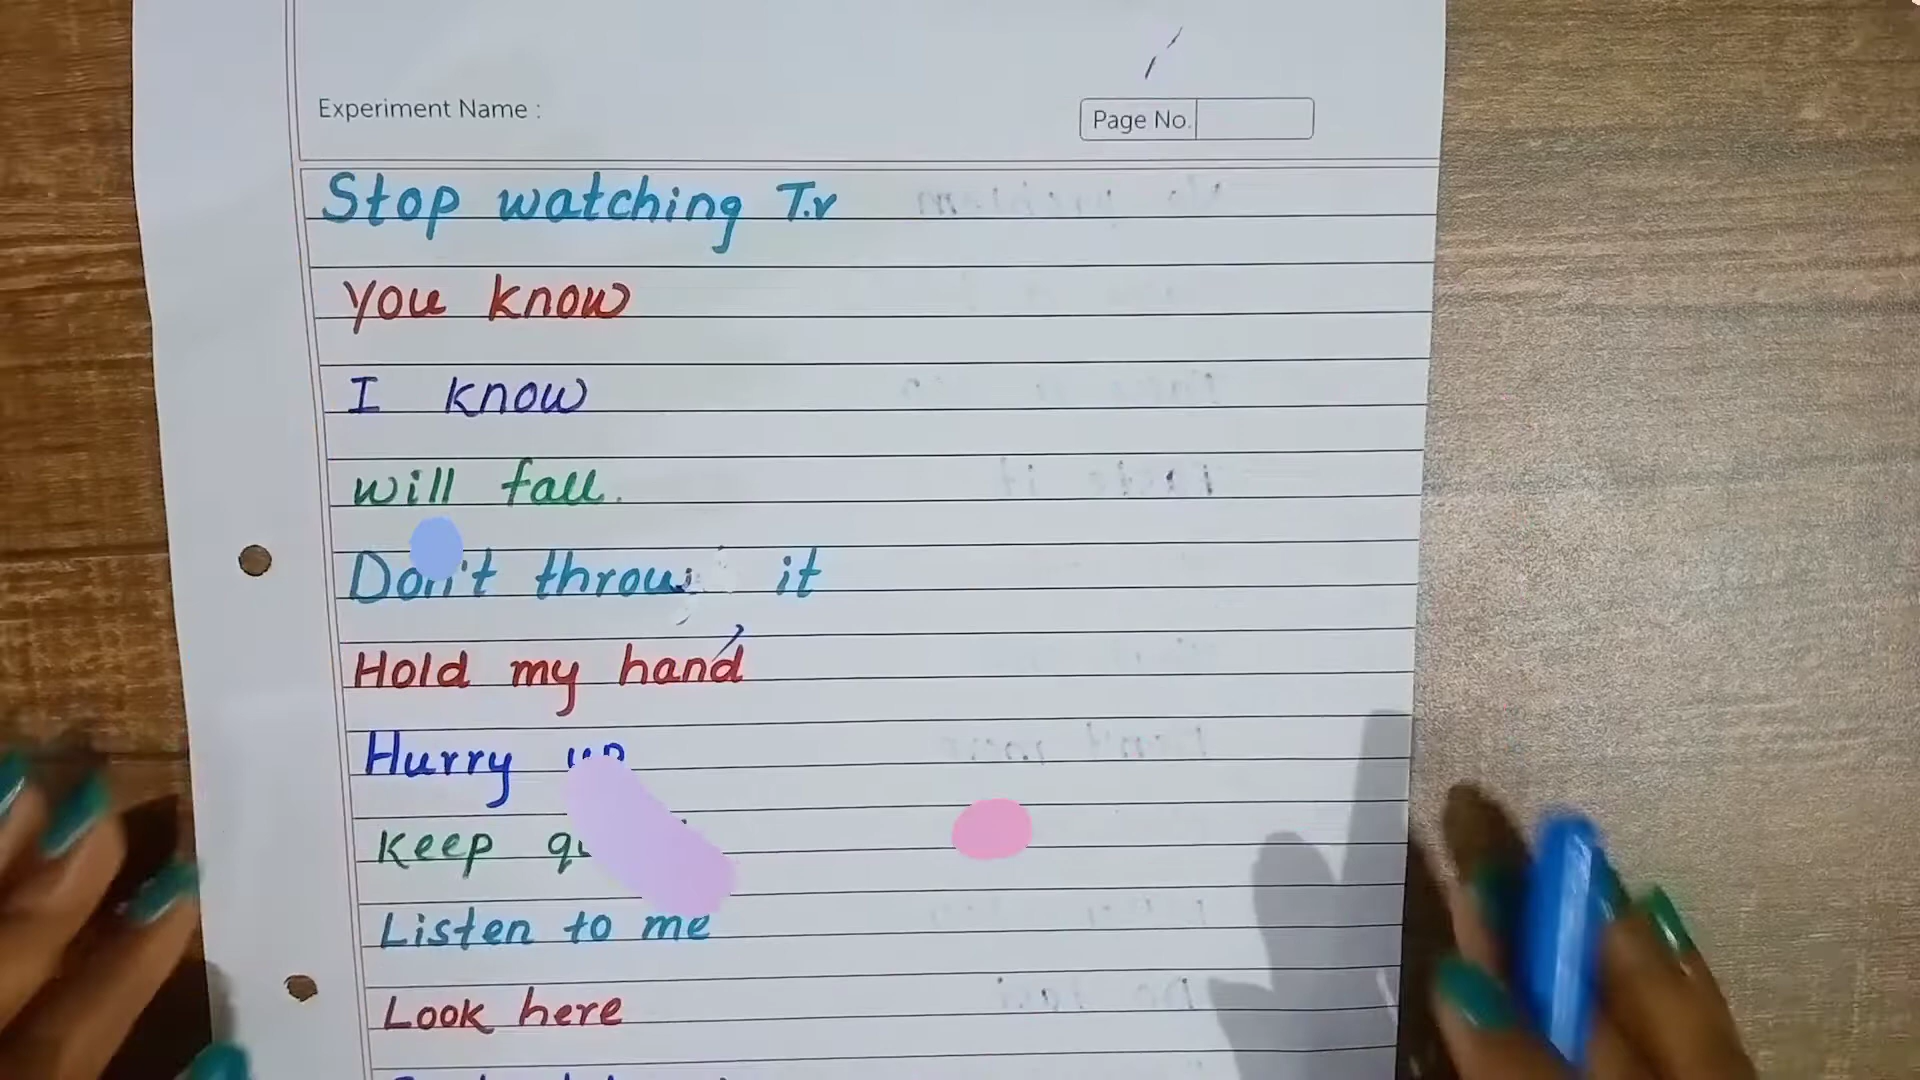 Experiment Name :
Page No.
Stop watching T.v
You know
I know
will fall.
Don't throw it
Hold my hand
Hurry up
Keep
Listen to me
Look here